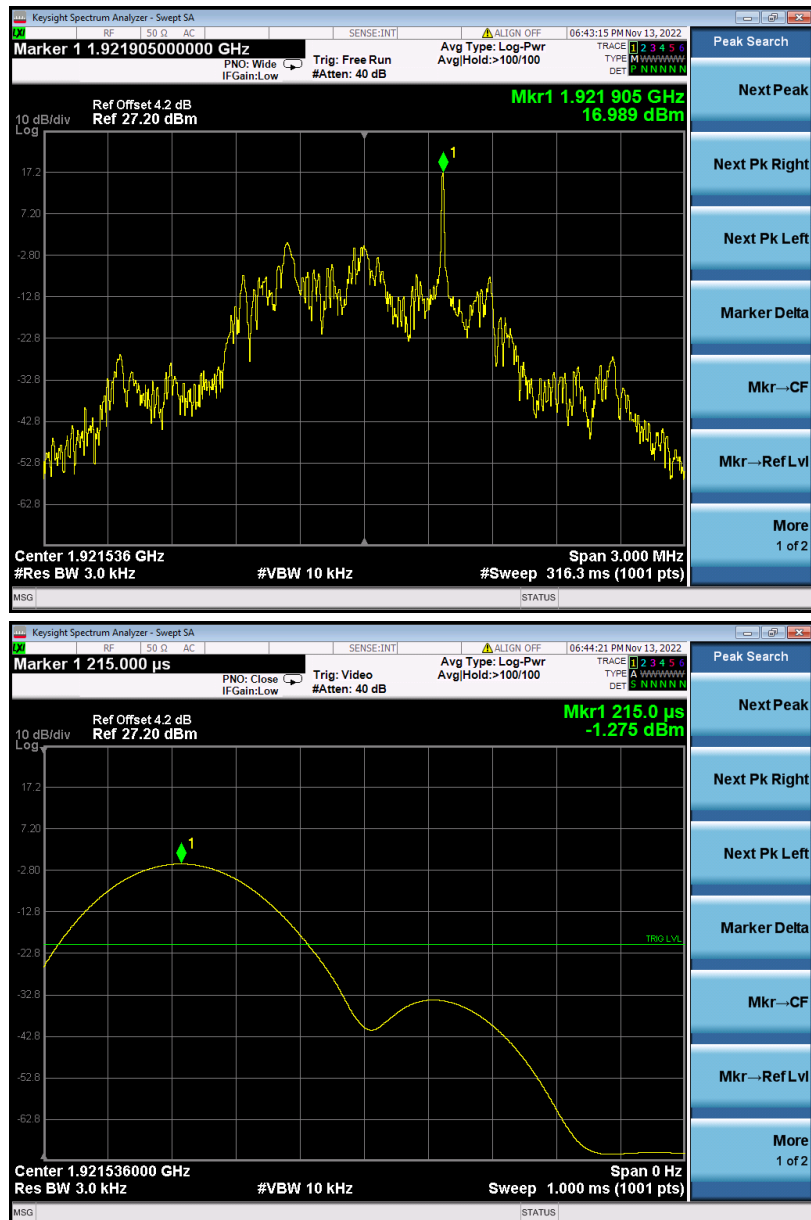 Keysight Spectrum Analyzer - Swept SA
LXI RF 50 Ω AC SENSE:INT ALIGN OFF 06:43:15 PM Nov 13, 2022
Marker 1 1.921905000000 GHz
PNO: Wide
IFGain:Low
Trig: Free Run
#Atten: 40 dB
Avg Type: Log-Pwr
Avg|Hold:>100/100
TRACE 1 2 3 4 5 6
TYPE M WWWWW
DET P N N N N N
Peak Search
Ref Offset 4.2 dB
Ref 27.20 dBm
10 dB/div
Log
Mkr1 1.921 905 GHz
16.989 dBm
1
17.2
7.20
-2.80
-12.8
-22.8
-32.8
-42.8
-52.8
-62.8
Center 1.921536 GHz
Span 3.000 MHz
#Res BW 3.0 kHz
#VBW 10 kHz
#Sweep 316.3 ms (1001 pts)
MSG
STATUS
Next Peak
Next Pk Right
Next Pk Left
Marker Delta
Mkr→CF
Mkr→Ref Lvl
More
1 of 2
Keysight Spectrum Analyzer - Swept SA
LXI RF 50 Ω AC SENSE:INT ALIGN OFF 06:44:21 PM Nov 13, 2022
Marker 1 215.000 µs
PNO: Close
IFGain:Low
Trig: Video
#Atten: 40 dB
Avg Type: Log-Pwr
Avg|Hold:>100/100
TRACE 1 2 3 4 5 6
TYPE A WWWWW
DET S N N N N N
Peak Search
Ref Offset 4.2 dB
Ref 27.20 dBm
10 dB/div
Log
Mkr1 215.0 µs
-1.275 dBm
1
17.2
7.20
-2.80
-12.8
-22.8
-32.8
-42.8
-52.8
-62.8
TRIG LVL
Center 1.921536000 GHz
Span 0 Hz
Res BW 3.0 kHz
#VBW 10 kHz
Sweep 1.000 ms (1001 pts)
MSG
STATUS
Next Peak
Next Pk Right
Next Pk Left
Marker Delta
Mkr→CF
Mkr→Ref Lvl
More
1 of 2